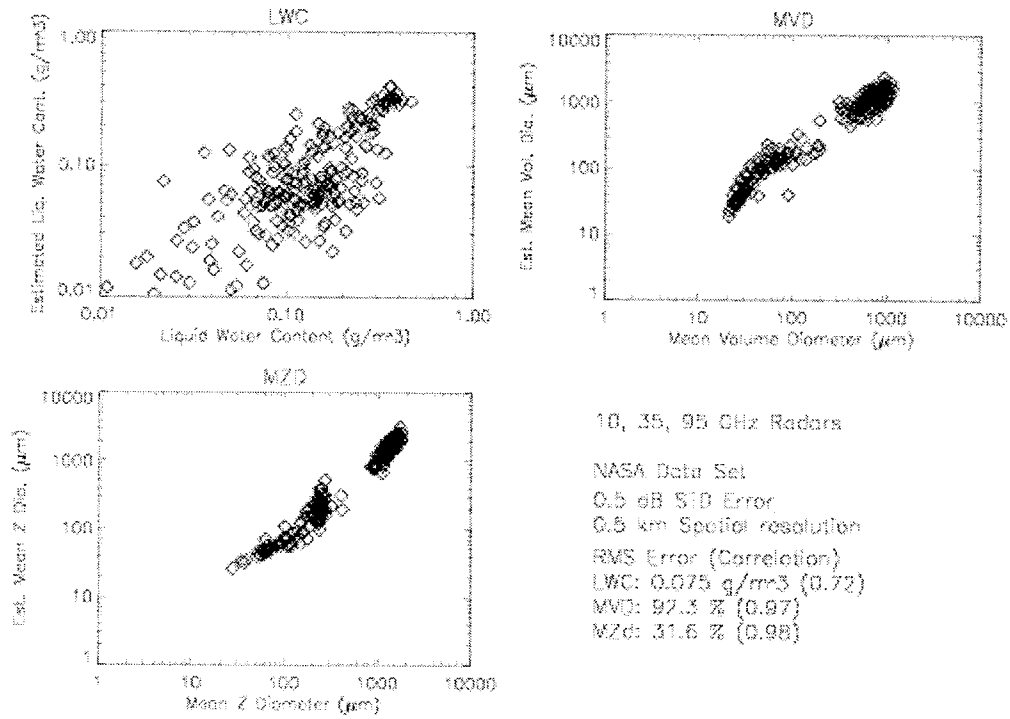 LWC
1.00
0.10
0.01
Estimated Liq. Water Cont. (g/m3)
0.01 0.10 1.00
Liquid Water Content (g/m3)
MVD
10000
1000
100
10
1
Est. Mean Vol. Dia. (μm)
1 10 100 1000 10000
Mean Volume Diameter (μm)
MZD
10000
1000
100
10
1
Est. Mean Z Dia. (μm)
1 10 100 1000 10000
Mean Z Diameter (μm)
10, 35, 95 GHz Radars
NASA Data Set
0.5 dB STD Error
0.5 km Spatial resolution
RMS Error (Correlation)
LWC: 0.075 g/m3 (0.72)
MVD: 92.3 % (0.97)
MZd: 31.6 % (0.98)